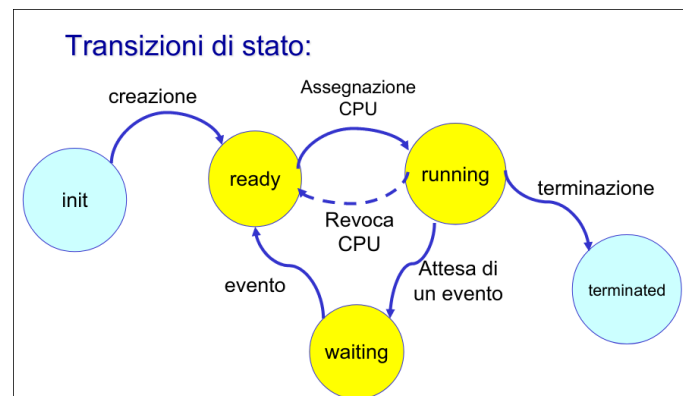 Transizioni di stato:
creazione
Assegnazione
CPU
init
ready
running
terminazione
Revoca
CPU
evento
Attesa di
un evento
terminated
waiting